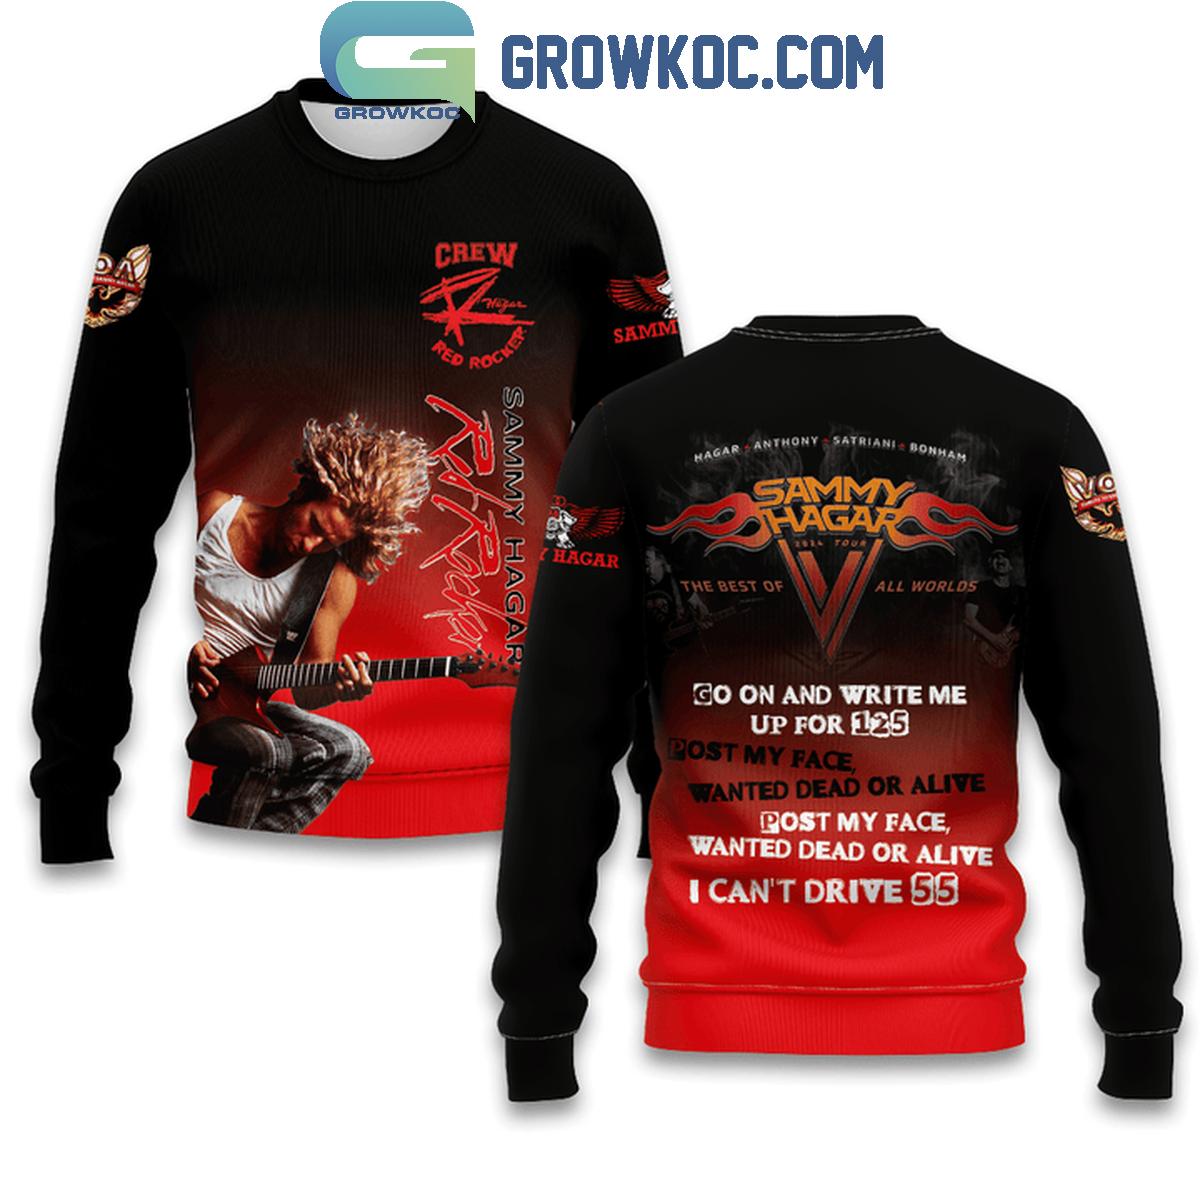 GROWKOC
GROWKOC.COM
CREW
R
Hagar
RED ROCKER
SAMMY HAGAR
Red Rocker
VOA
SAMMY
HAGAR ★ ANTHONY ★ SATRIANI ★ BONHAM
SAMMY
HAGAR
2024 TOUR
THE BEST OF ALL WORLDS
Y HAGAR
GO ON AND WRITE ME
UP FOR 125
POST MY FACE,
WANTED DEAD OR ALIVE
POST MY FACE,
WANTED DEAD OR ALIVE
I CAN'T DRIVE 55